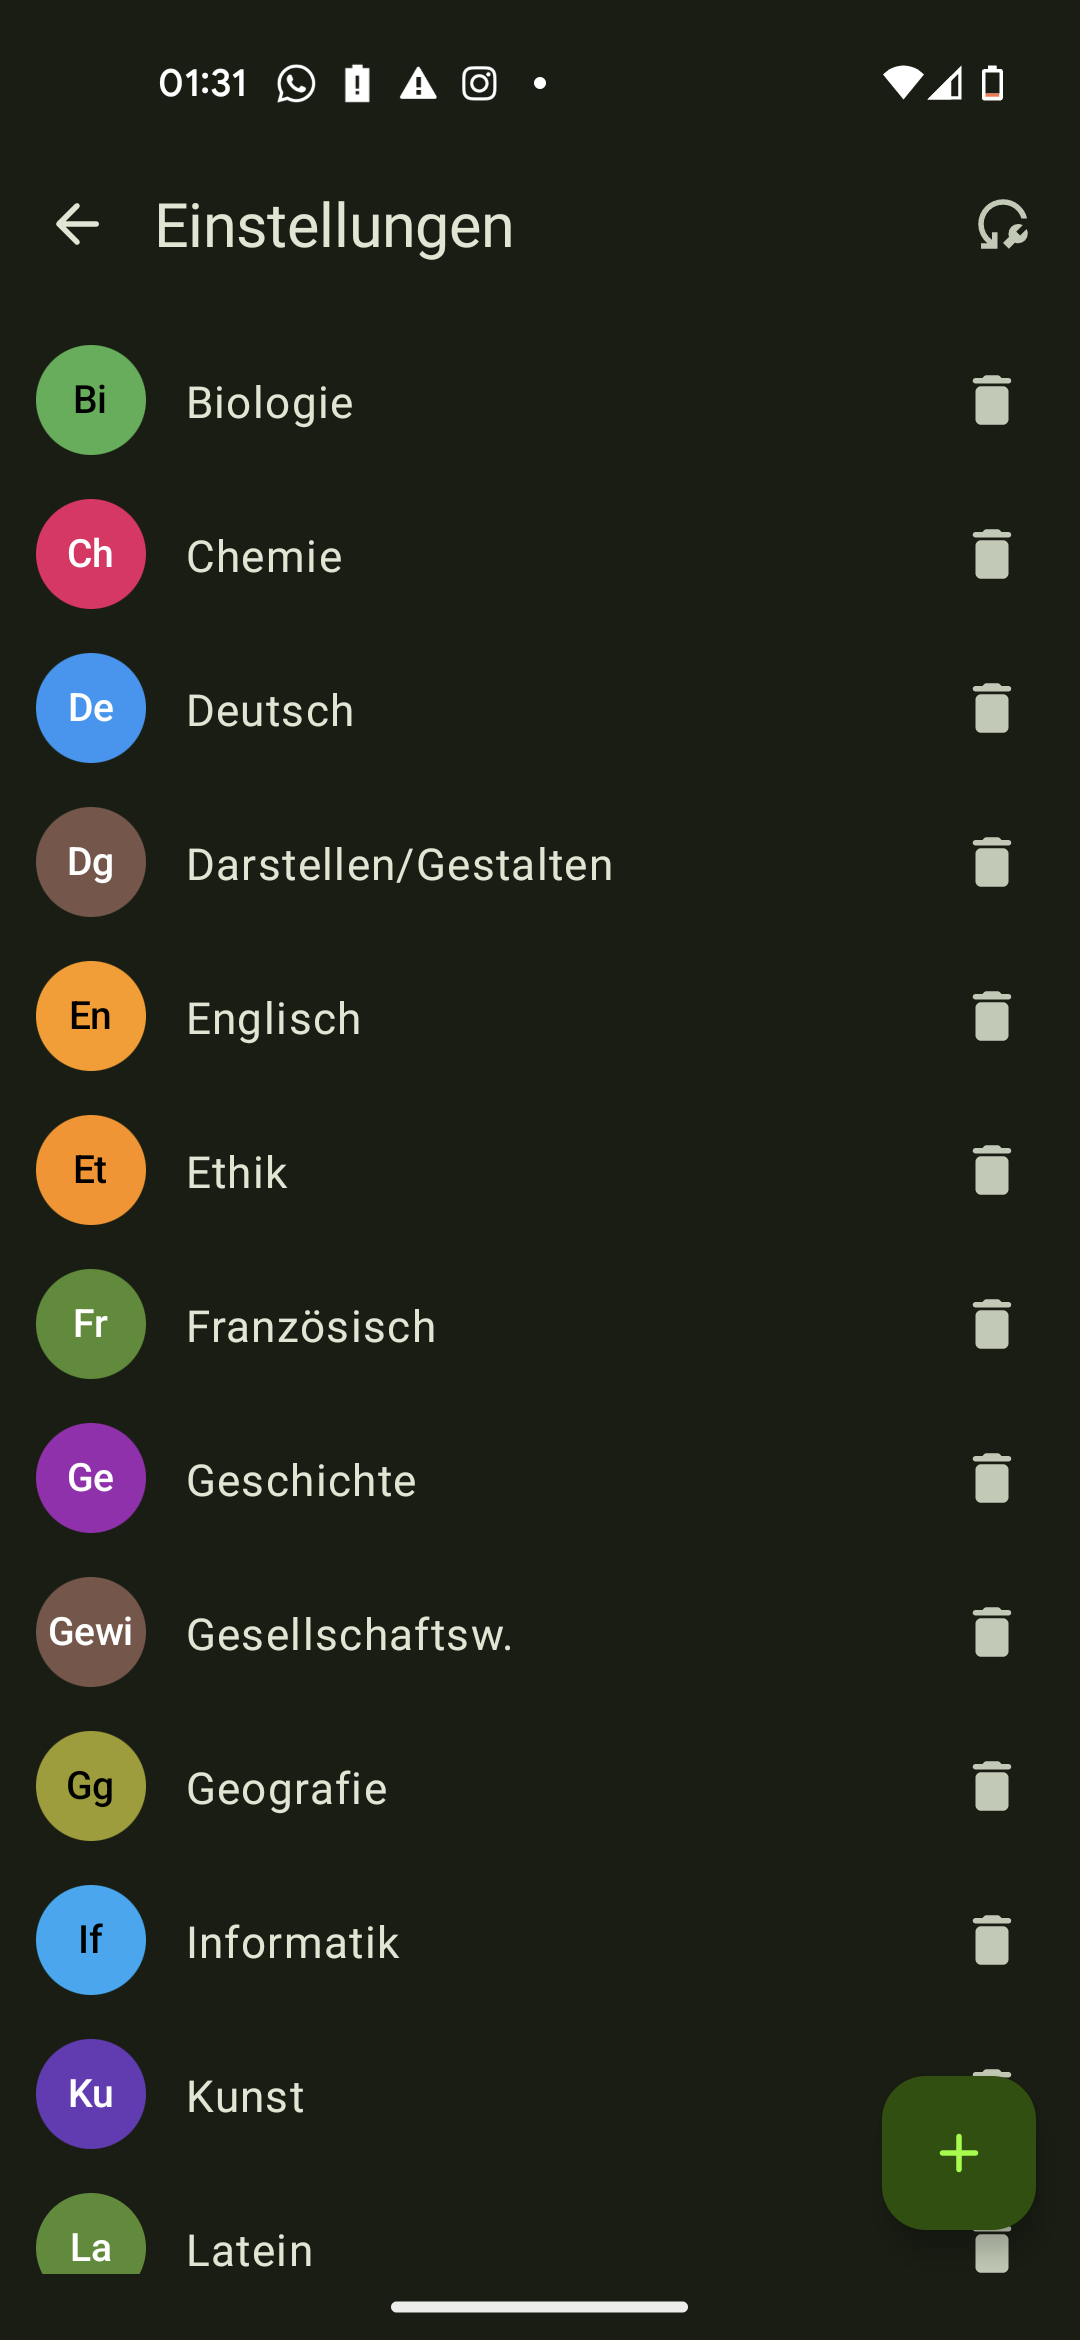 01:31
Einstellungen
Bi Biologie
Ch Chemie
De Deutsch
Dg Darstellen/Gestalten
En Englisch
Et Ethik
Fr Französisch
Ge Geschichte
Gewi Gesellschaftsw.
Gg Geografie
If Informatik
Ku Kunst
La Latein